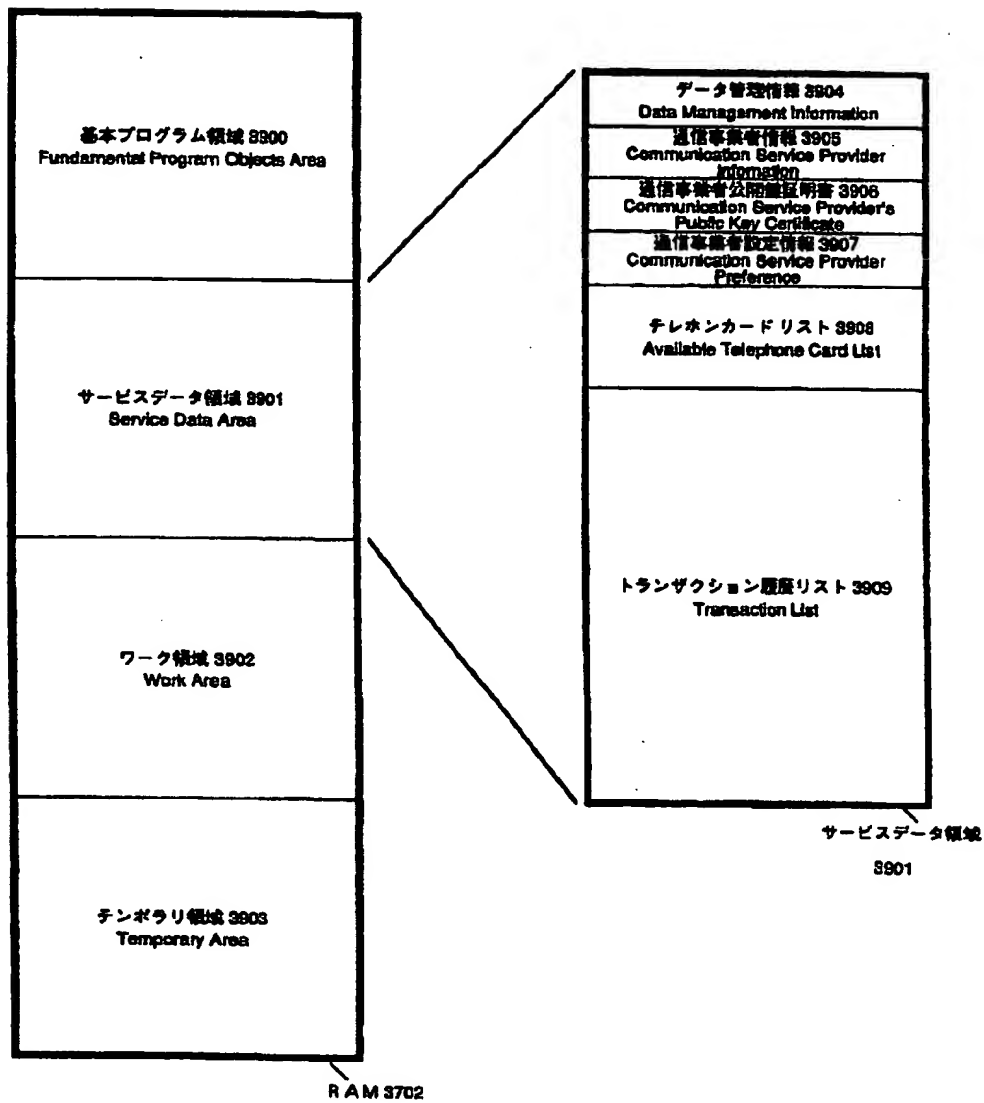 基本プログラム領域 3900
Fundamental Program Objects Area
サービスデータ領域 3901
Service Data Area
ワーク領域 3902
Work Area
テンポラリ領域 3903
Temporary Area
RAM 3702
データ管理情報 3904
Data Management Information
通信事業者情報 3905
Communication Service Provider
Infomation
通信事業者公開鍵証明書 3906
Communication Service Provider's
Public Key Certificate
通信事業者設定情報 3907
Communication Service Provider
Preference
テレホンカードリスト 3908
Available Telephone Card List
トランザクション履歴リスト 3909
Transaction List
サービスデータ領域
3901